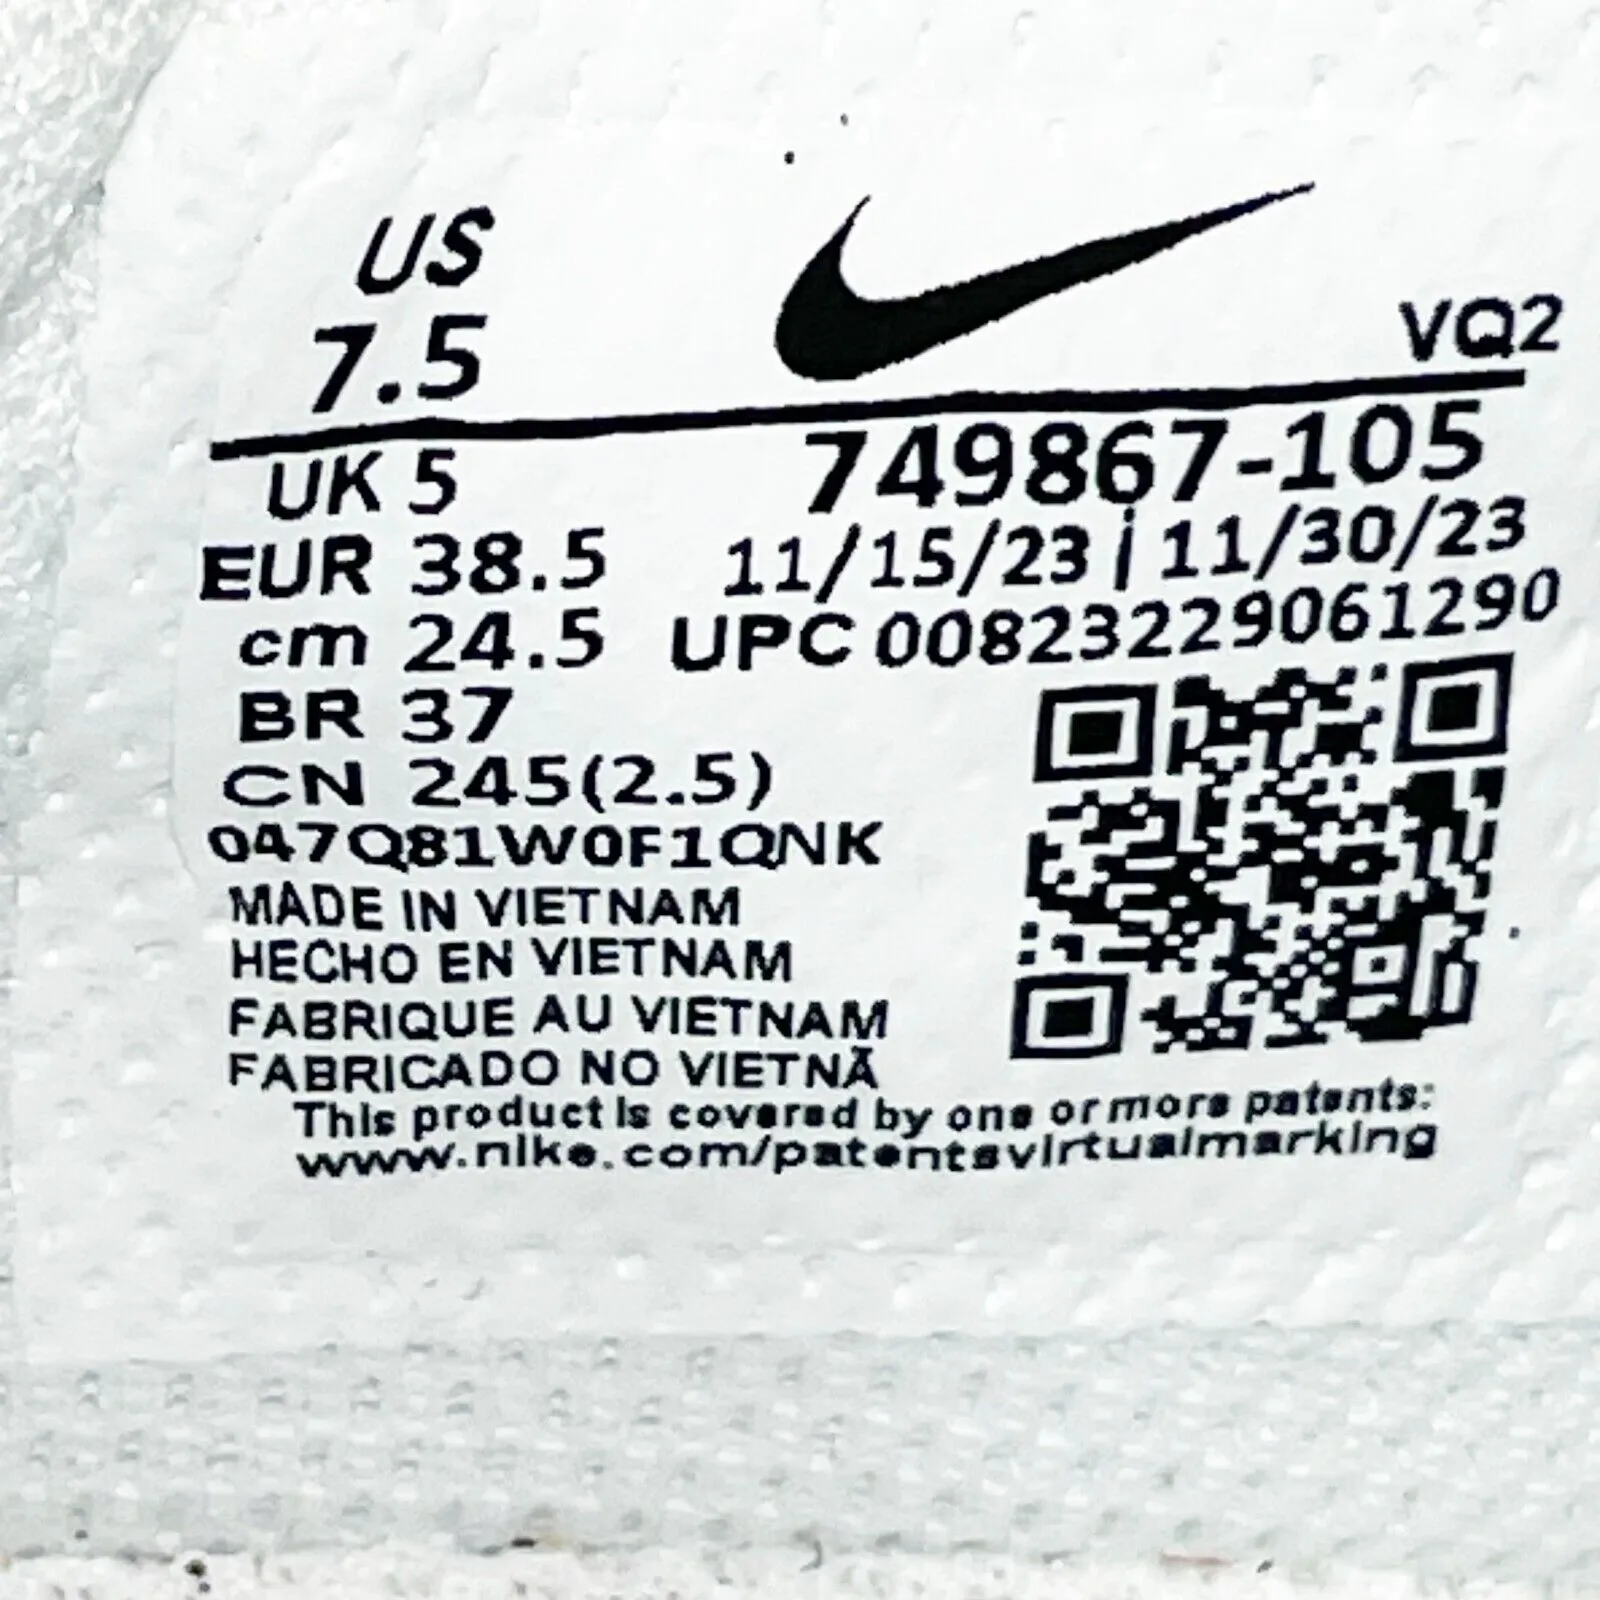 US
7.5
VQ2
UK 5
749867-105
EUR 38.5
11/15/23 | 11/30/23
cm 24.5
UPC 00823229061290
BR 37
CN 245(2.5)
047Q81W0F1QNK
MADE IN VIETNAM
HECHO EN VIETNAM
FABRIQUE AU VIETNAM
FABRICADO NO VIETNÃ
This product is covered by one or more patents:
www.nike.com/patentsvirtualmarking